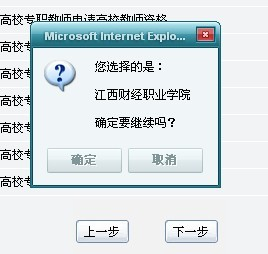 高校专职教师申请高校教师资格
Microsoft Internet Explo...
高校专
您选择的是：
高校专
江西财经职业学院
高校专
确定要继续吗？
高校专
确定
取消
高校专
高校专
上一步
下一步